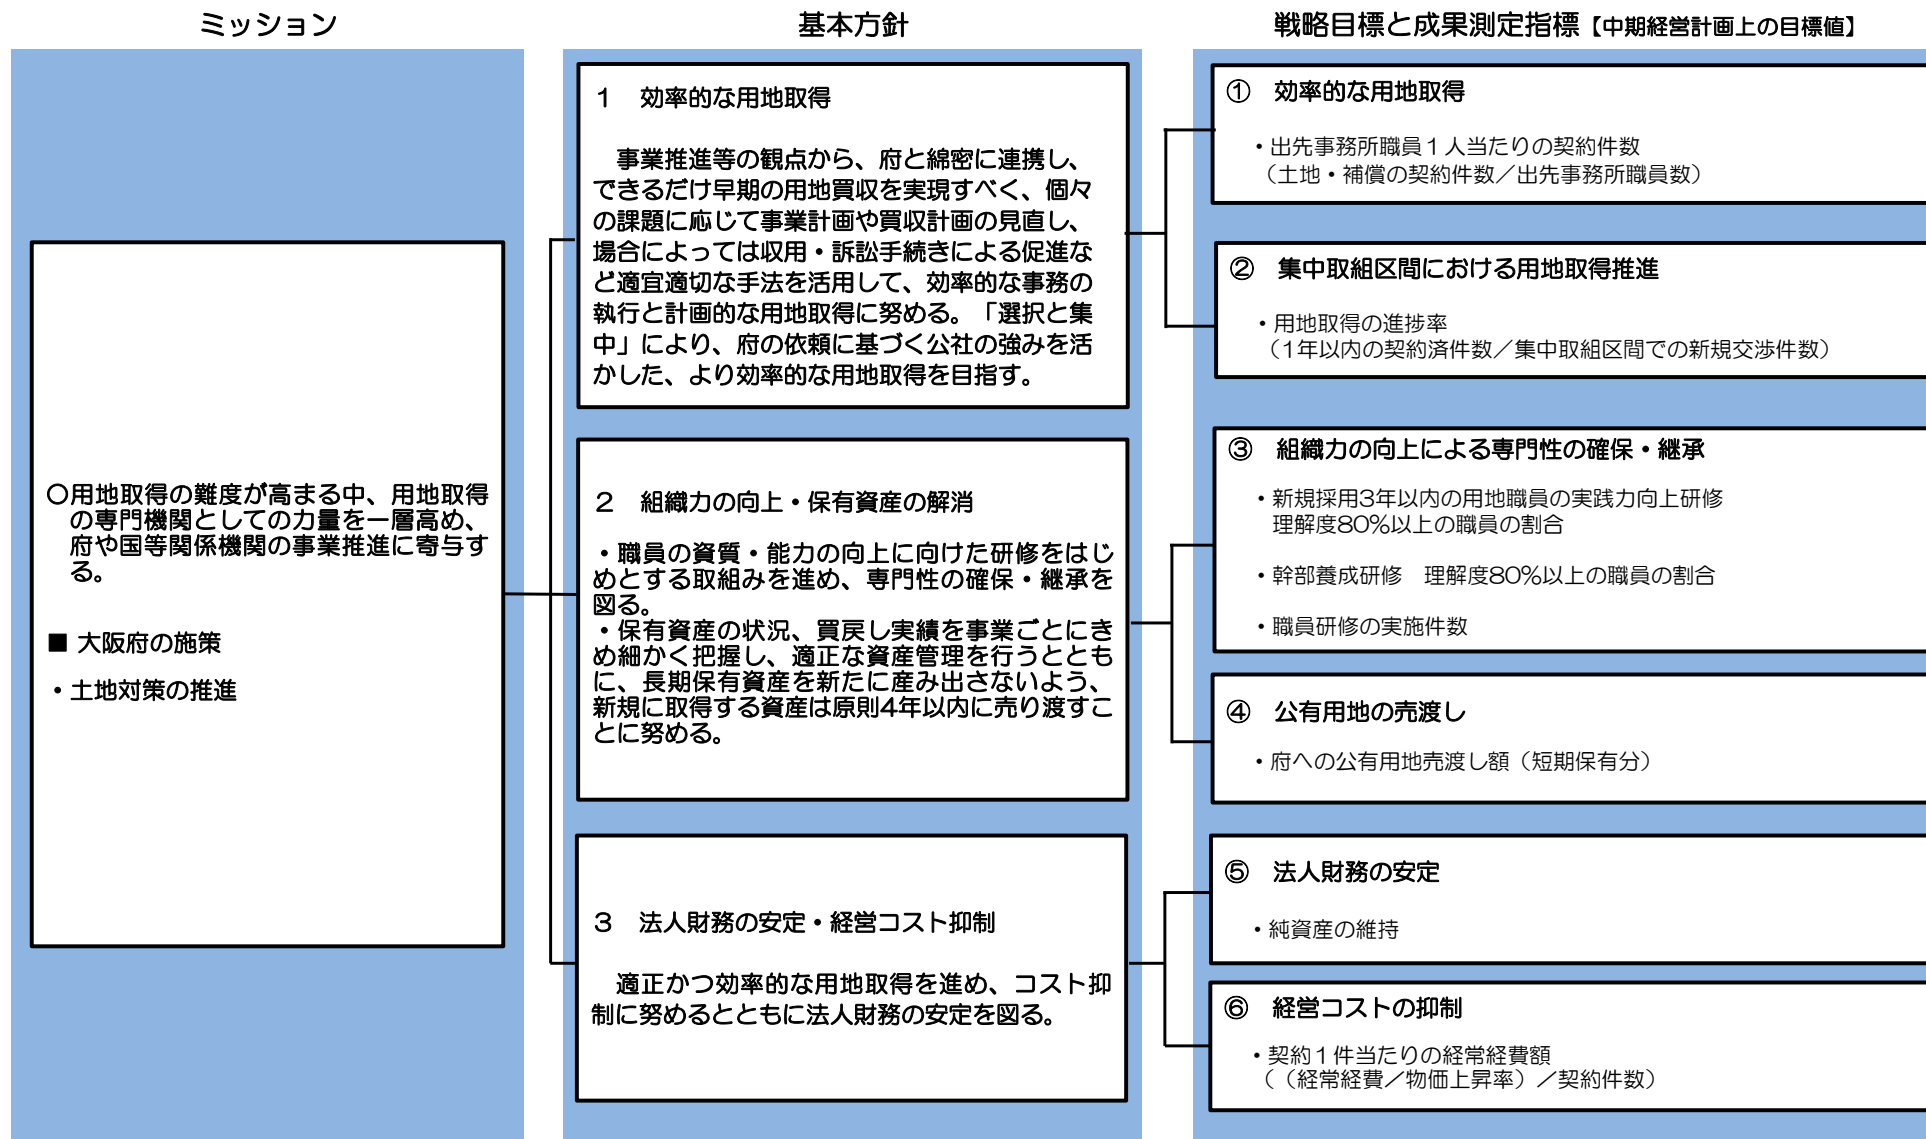 ミッション
基本方針
戦略目標と成果測定指標【中期経営計画上の目標値】
○用地取得の難度が高まる中、用地取得
の専門機関としての力量を一層高め、
府や国等関係機関の事業推進に寄与す
る。
■ 大阪府の施策
・土地対策の推進
１　効率的な用地取得
　事業推進等の観点から、府と綿密に連携し、
できるだけ早期の用地買収を実現すべく、個々
の課題に応じて事業計画や買収計画の見直し、
場合によっては収用・訴訟手続きによる促進な
ど適宜適切な手法を活用して、効率的な事務の
執行と計画的な用地取得に努める。「選択と集
中」により、府の依頼に基づく公社の強みを活
かした、より効率的な用地取得を目指す。
２　組織力の向上・保有資産の解消
・職員の資質・能力の向上に向けた研修をはじ
めとする取組みを進め、専門性の確保・継承を
図る。
・保有資産の状況、買戻し実績を事業ごとにき
め細かく把握し、適正な資産管理を行うととも
に、長期保有資産を新たに産み出さないよう、
新規に取得する資産は原則4年以内に売り渡すこ
とに努める。
３　法人財務の安定・経営コスト抑制
　適正かつ効率的な用地取得を進め、コスト抑
制に努めるとともに法人財務の安定を図る。
①　効率的な用地取得
・出先事務所職員１人当たりの契約件数
（土地・補償の契約件数／出先事務所職員数）
②　集中取組区間における用地取得推進
・用地取得の進捗率
（1年以内の契約済件数／集中取組区間での新規交渉件数）
③　組織力の向上による専門性の確保・継承
・新規採用3年以内の用地職員の実践力向上研修
理解度80％以上の職員の割合
・幹部養成研修　理解度80％以上の職員の割合
・職員研修の実施件数
④　公有用地の売渡し
・府への公有用地売渡し額（短期保有分）
⑤　法人財務の安定
・純資産の維持
⑥　経営コストの抑制
・契約１件当たりの経常経費額
（（経常経費／物価上昇率）／契約件数）